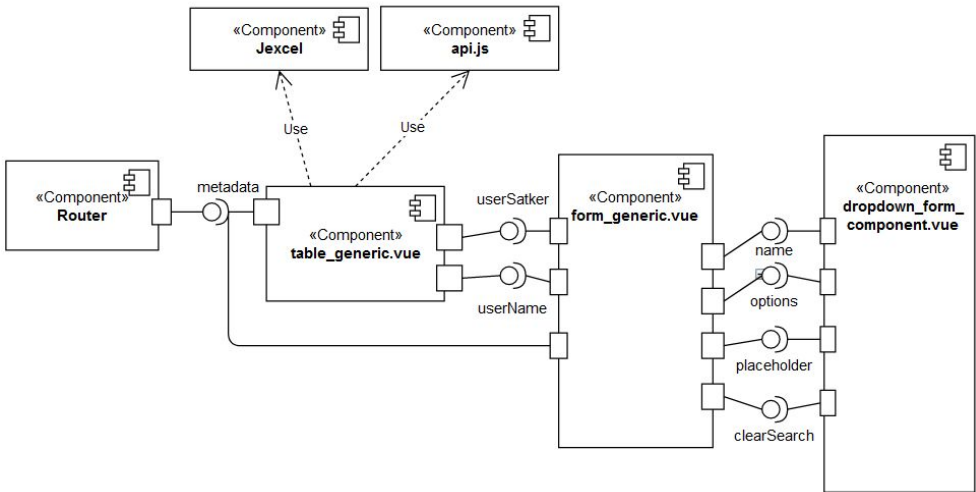 «Component»
Jexcel
«Component»
api.js
Use
Use
«Component»
Router
metadata
«Component»
table_generic.vue
userSatker
userName
«Component»
form_generic.vue
name
options
placeholder
clearSearch
«Component»
dropdown_form_
component.vue